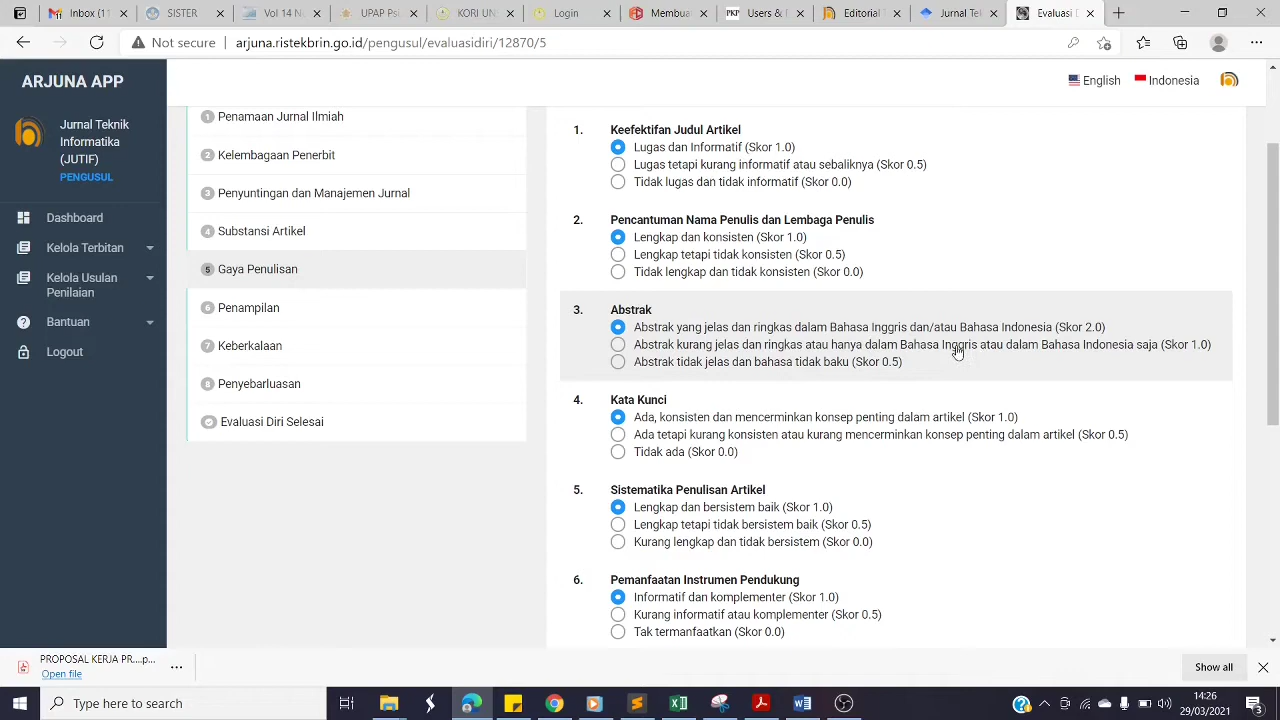 Inbox (1
SISTER
Vol 14 N
UPAP Ps
KORI UN
Login
Membua
PKP Users &
Editorial T
Jurnal Tek
Evaluasi D
Not secure
arjuna.ristekbrin.go.id/pengusul/evaluasidiri/12870/5
ARJUNA APP
English
Indonesia
Jurnal Teknik
Informatika
(JUTIF)
PENGUSUL
Dashboard
Kelola Terbitan
Kelola Usulan
Penilaian
Bantuan
Logout
1 Penamaan Jurnal Ilmiah
2 Kelembagaan Penerbit
3 Penyuntingan dan Manajemen Jurnal
4 Substansi Artikel
5 Gaya Penulisan
6 Penampilan
7 Keberkalaan
8 Penyebarluasan
Evaluasi Diri Selesai
1. Keefektifan Judul Artikel
Lugas dan Informatif (Skor 1.0)
Lugas tetapi kurang informatif atau sebaliknya (Skor 0.5)
Tidak lugas dan tidak informatif (Skor 0.0)
2. Pencantuman Nama Penulis dan Lembaga Penulis
Lengkap dan konsisten (Skor 1.0)
Lengkap tetapi tidak konsisten (Skor 0.5)
Tidak lengkap dan tidak konsisten (Skor 0.0)
3. Abstrak
Abstrak yang jelas dan ringkas dalam Bahasa Inggris dan/atau Bahasa Indonesia (Skor 2.0)
Abstrak kurang jelas dan ringkas atau hanya dalam Bahasa Inggris atau dalam Bahasa Indonesia saja (Skor 1.0)
Abstrak tidak jelas dan bahasa tidak baku (Skor 0.5)
4. Kata Kunci
Ada, konsisten dan mencerminkan konsep penting dalam artikel (Skor 1.0)
Ada tetapi kurang konsisten atau kurang mencerminkan konsep penting dalam artikel (Skor 0.5)
Tidak ada (Skor 0.0)
5. Sistematika Penulisan Artikel
Lengkap dan bersistem baik (Skor 1.0)
Lengkap tetapi tidak bersistem baik (Skor 0.5)
Kurang lengkap dan tidak bersistem (Skor 0.0)
6. Pemanfaatan Instrumen Pendukung
Informatif dan komplementer (Skor 1.0)
Kurang informatif atau komplementer (Skor 0.5)
Tak termanfaatkan (Skor 0.0)
PROPOSAL KERJA PR....p...
Open file
Show all
Type here to search
14:26
29/03/2021
3